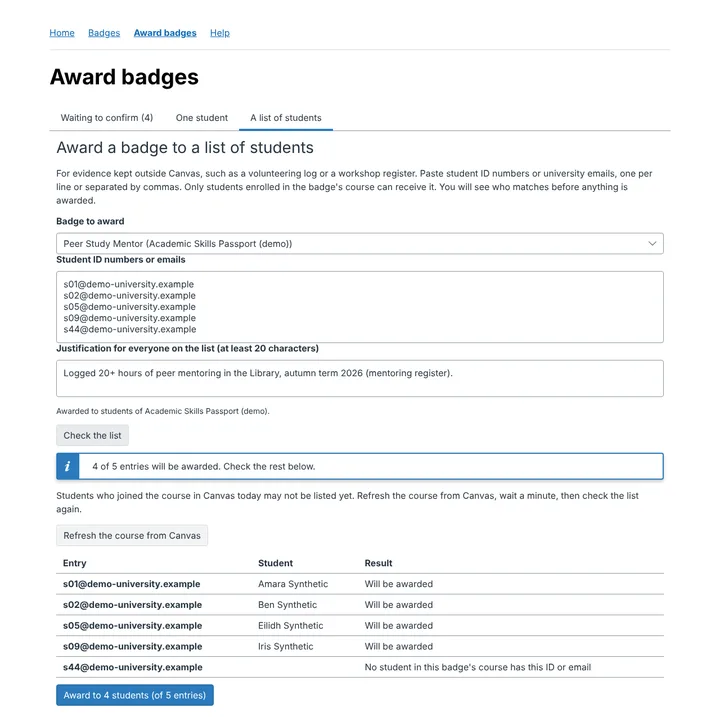 Home Badges Award badges Help
Award badges
Waiting to confirm (4) One student A list of students
Award a badge to a list of students
For evidence kept outside Canvas, such as a volunteering log or a workshop register. Paste student ID numbers or university emails, one per
line or separated by commas. Only students enrolled in the badge's course can receive it. You will see who matches before anything is
awarded.
Badge to award
Peer Study Mentor (Academic Skills Passport (demo))
Student ID numbers or emails
s01@demo-university.example
s02@demo-university.example
s05@demo-university.example
s09@demo-university.example
s44@demo-university.example
Justification for everyone on the list (at least 20 characters)
Logged 20+ hours of peer mentoring in the Library, autumn term 2026 (mentoring register).
Awarded to students of Academic Skills Passport (demo).
Check the list
i 4 of 5 entries will be awarded. Check the rest below.
Students who joined the course in Canvas today may not be listed yet. Refresh the course from Canvas, wait a minute, then check the list
again.
Refresh the course from Canvas
Entry Student Result
s01@demo-university.example Amara Synthetic Will be awarded
s02@demo-university.example Ben Synthetic Will be awarded
s05@demo-university.example Eilidh Synthetic Will be awarded
s09@demo-university.example Iris Synthetic Will be awarded
s44@demo-university.example No student in this badge's course has this ID or email
Award to 4 students (of 5 entries)